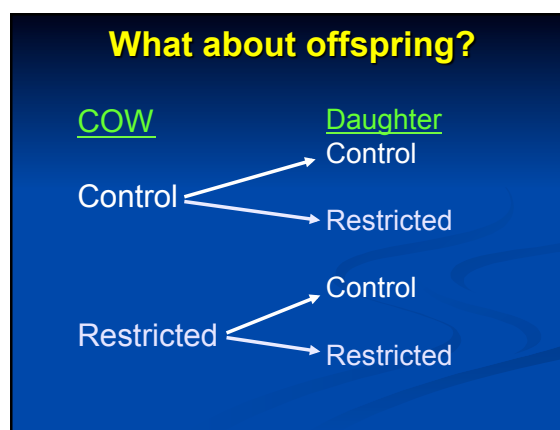 What about offspring?
COW
Daughter
Control
Control
Restricted
Restricted
Control
Restricted